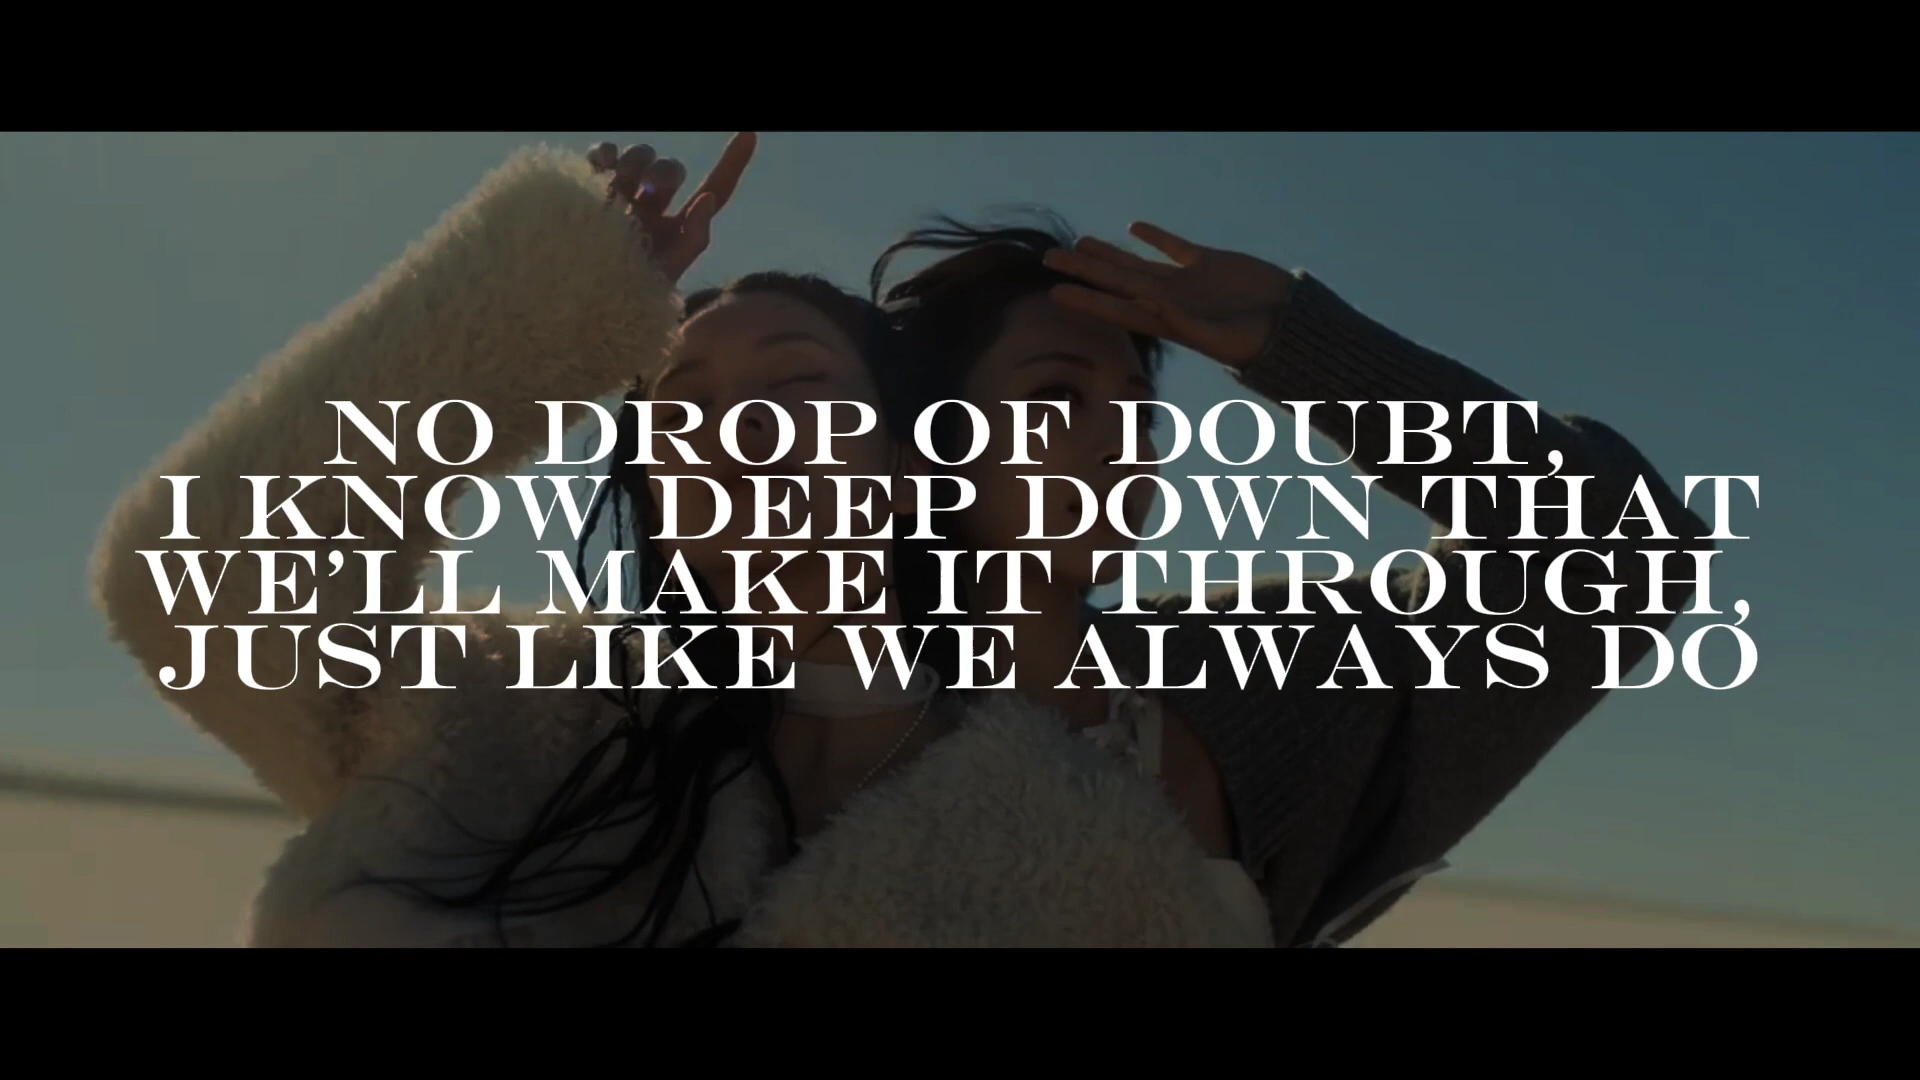 NO DROP OF DOUBT,
I KNOW DEEP DOWN THAT
WE’LL MAKE IT THROUGH,
JUST LIKE WE ALWAYS DO